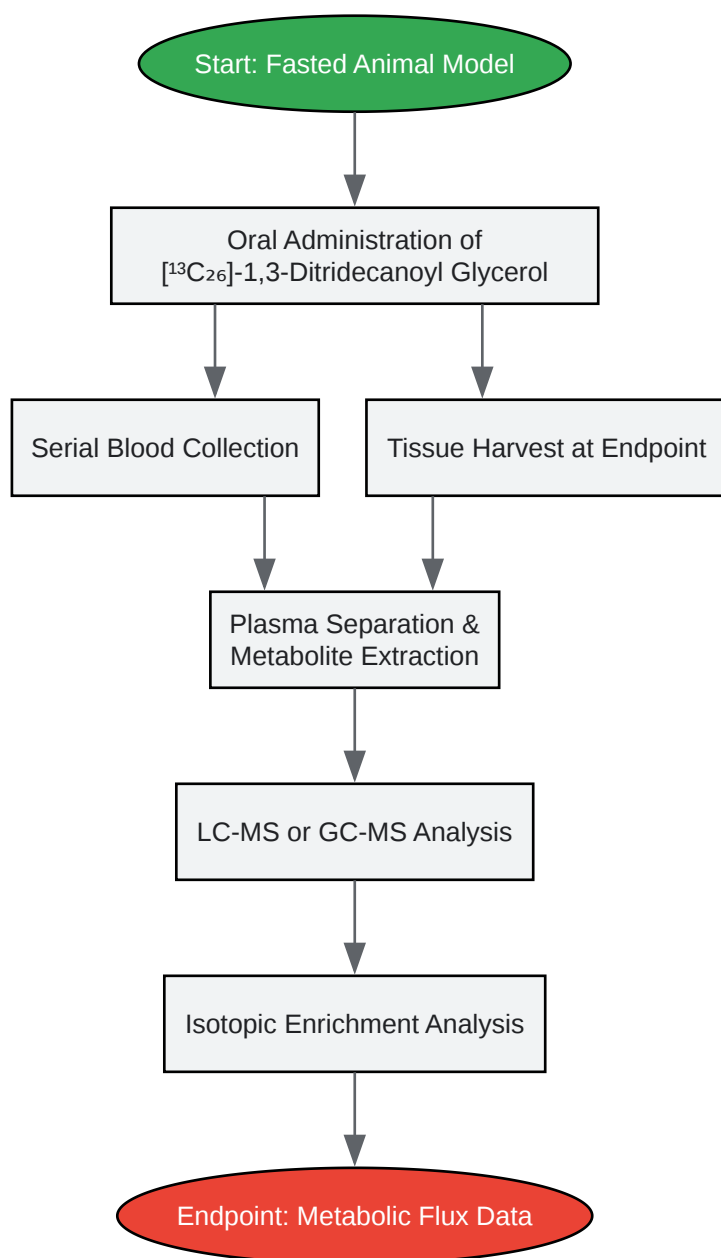 Start: Fasted Animal Model
Oral Administration of
[¹³C₂₆]-1,3-Ditridecanoyl Glycerol
Serial Blood Collection
Tissue Harvest at Endpoint
Plasma Separation &
Metabolite Extraction
LC-MS or GC-MS Analysis
Isotopic Enrichment Analysis
Endpoint: Metabolic Flux Data